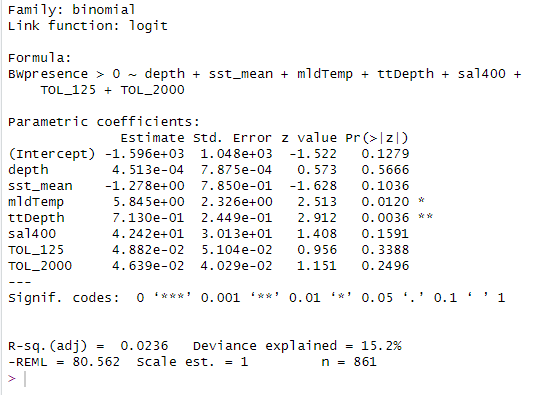 Family: binomial
Link function: logit
Formula:
BWpresence > 0 ~ depth + sst_mean + mldTemp + ttDepth + sal400 +
    TOL_125 + TOL_2000
Parametric coefficients:
              Estimate Std. Error z value Pr(>|z|)
(Intercept) -1.596e+03  1.048e+03  -1.522   0.1279
depth        4.513e-04  7.875e-04   0.573   0.5666
sst_mean    -1.278e+00  7.850e-01  -1.628   0.1036
mldTemp      5.845e+00  2.326e+00   2.513   0.0120 *
ttDepth      7.130e-01  2.449e-01   2.912   0.0036 **
sal400       4.242e+01  3.013e+01   1.408   0.1591
TOL_125      4.882e-02  5.104e-02   0.956   0.3388
TOL_2000     4.639e-02  4.029e-02   1.151   0.2496
---
Signif. codes:  0 ‘***’ 0.001 ‘**’ 0.01 ‘*’ 0.05 ‘.’ 0.1 ‘ ’ 1
R-sq.(adj) =  0.0236   Deviance explained = 15.2%
-REML = 80.562  Scale est. = 1         n = 861
>